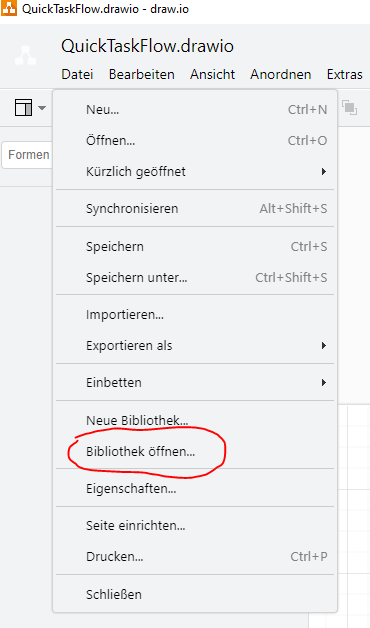 QuickTaskFlow.drawio - draw.io
QuickTaskFlow.drawio
Datei Bearbeiten Ansicht Anordnen Extras
Formen
Neu... Ctrl+N
Öffnen... Ctrl+O
Kürzlich geöffnet
Synchronisieren Alt+Shift+S
Speichern Ctrl+S
Speichern unter... Ctrl+Shift+S
Importieren...
Exportieren als
Einbetten
Neue Bibliothek...
Bibliothek öffnen...
Eigenschaften...
Seite einrichten...
Drucken... Ctrl+P
Schließen